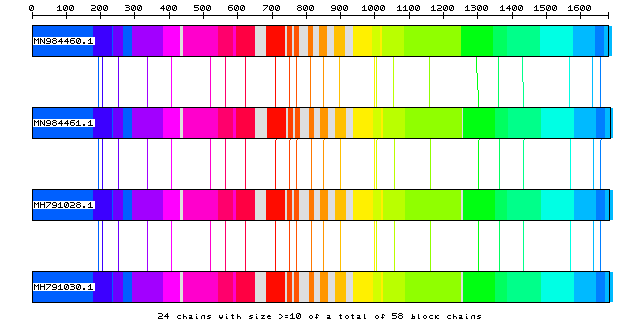 0 100 200 300 400 500 600 700 800 900 1000 1100 1200 1300 1400 1500 1600
MN984460.1
MN984461.1
MH791028.1
MH791030.1
24 chains with size >=10 of a total of 58 block chains